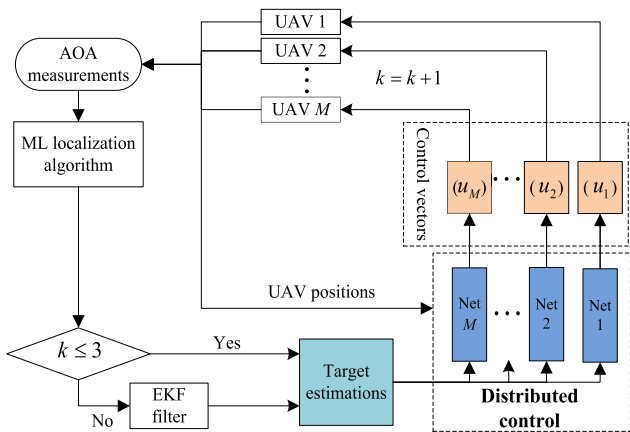 UAV 1
AOA
measurements
UAV 2
k = k+1
UAV M
ML localization
algorithm
Control vectors
(u_M)
(u_2)
(u_1)
UAV positions
Net
M
Net
2
Net
1
k ≤ 3
Yes
Target
estimations
No
EKF
filter
Distributed
control